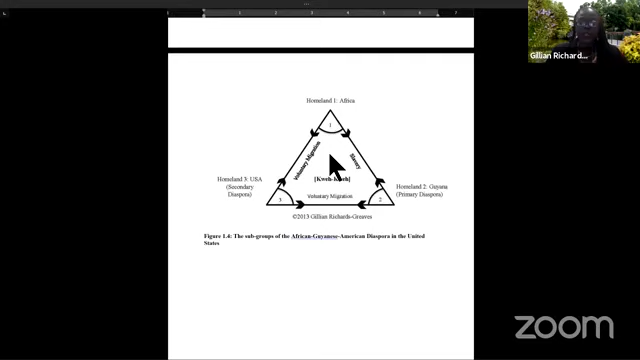 Gillian Richard...
Homeland 1: Africa
1
Voluntary Migration
Slavery
[Kweh-Kweh]
Homeland 3: USA
(Secondary
Diaspora)
Homeland 2: Guyana
(Primary Diaspora)
Voluntary Migration
3
2
©2013 Gillian Richards-Greaves
Figure 1.4: The sub-groups of the African-Guyanese-American Diaspora in the United
States
zoom